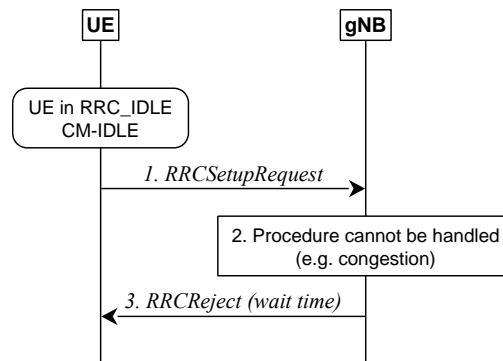 UE
gNB
UE in RRC_IDLE
CM-IDLE
1. RRCSetupRequest
2. Procedure cannot be handled
(e.g. congestion)
3. RRCReject (wait time)